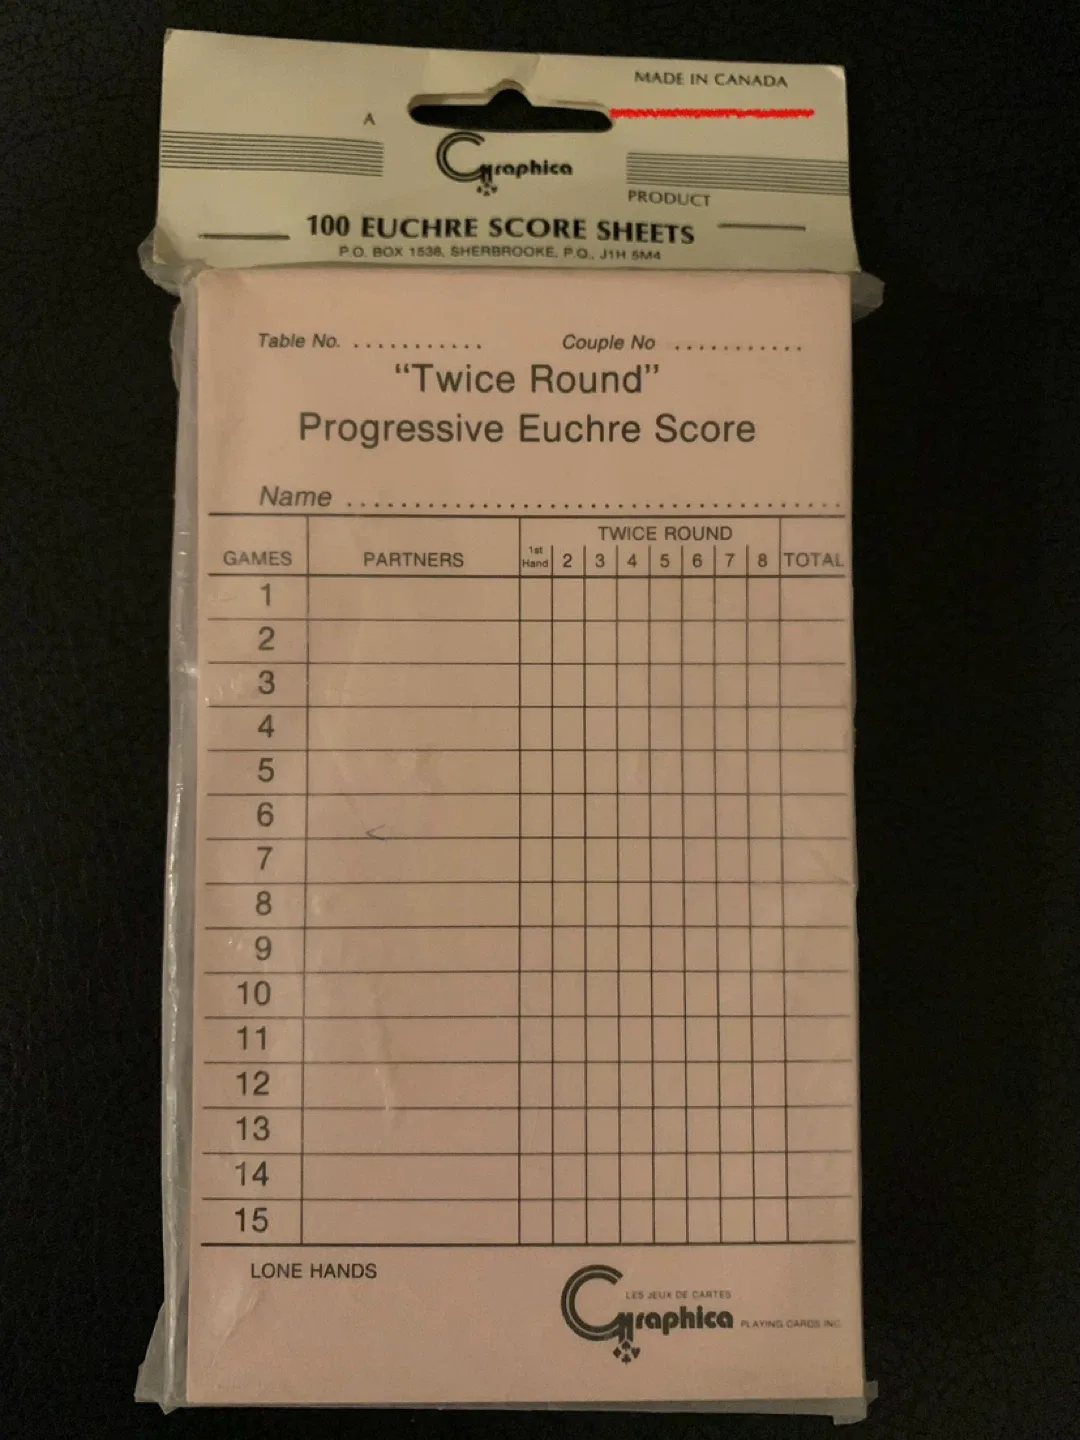 MADE IN CANADA
A
Graphica
PRODUCT
100 EUCHRE SCORE SHEETS
P.O. BOX 1538, SHERBROOKE, P.Q., J1H 5M4
Table No. ........... Couple No ...........
“Twice Round”
Progressive Euchre Score
Name ....................................
TWICE ROUND
GAMES PARTNERS 1st Hand 2 3 4 5 6 7 8 TOTAL
1
2
3
4
5
6
7
8
9
10
11
12
13
14
15
LONE HANDS
LES JEUX DE CARTES
Graphica PLAYING CARDS INC.